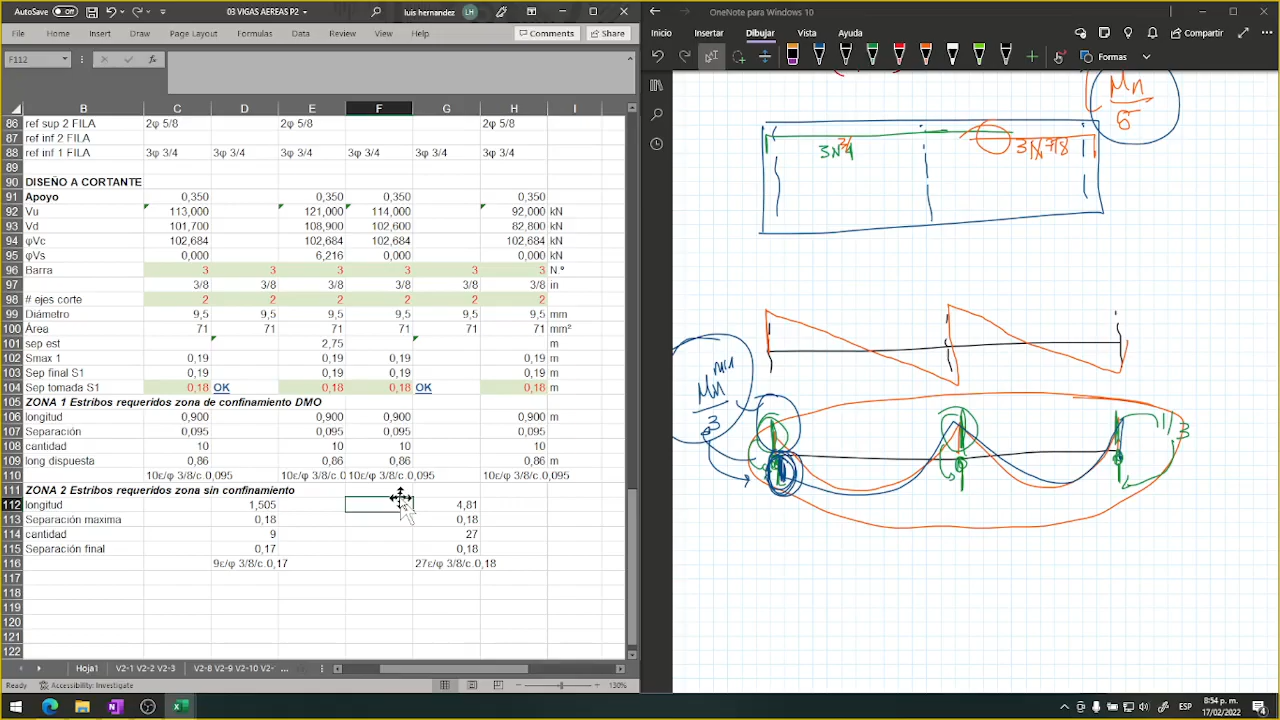 AutoSave Off 03 VIGAS AEREAS P2 luis hernandez LH
File Home Insert Draw Page Layout Formulas Data Review View Help Comments Share
F112 fx
B C D E F G H I
86 ref sup 2 FILA 2φ 5/8 2φ 5/8 2φ 5/8
87 ref inf 2 FILA
88 ref inf 1 FILA 3φ 3/4 3φ 3/4 3φ 3/4 3φ 3/4 3φ 3/4 3φ 3/4
89
90 DISEÑO A CORTANTE
91 Apoyo 0,350 0,350 0,350 0,350
92 Vu 113,000 121,000 114,000 92,000 kN
93 Vd 101,700 108,900 102,600 82,800 kN
94 φVc 102,684 102,684 102,684 102,684 kN
95 φVs 0,000 6,216 0,000 0,000 kN
96 Barra 3 3 3 3 3 3 N º
97 3/8 3/8 3/8 3/8 3/8 3/8 in
98 # ejes corte 2 2 2 2 2 2
99 Diámetro 9,5 9,5 9,5 9,5 9,5 9,5 mm
100 Área 71 71 71 71 71 71 mm²
101 sep est 2,75 m
102 Smax 1 0,19 0,19 0,19 0,19 m
103 Sep final S1 0,19 0,19 0,19 0,19 m
104 Sep tomada S1 0,18 OK 0,18 0,18 OK 0,18 m
105 ZONA 1 Estribos requeridos zona de confinamiento DMO
106 longitud 0,900 0,900 0,900 0,900 m
107 Separación 0,095 0,095 0,095 0,095
108 cantidad 10 10 10 10
109 long dispuesta 0,86 0,86 0,86 0,86 m
110 10ε/φ 3/8/c.0,095 10ε/φ 3/8/c 10ε/φ 3/8/c.0,095 10ε/φ 3/8/c.0,095
111 ZONA 2 Estribos requeridos zona sin confinamiento
112 longitud 1,505 4,81
113 Separación maxima 0,18 0,18
114 cantidad 9 27
115 Separación final 0,17 0,18
116 9ε/φ 3/8/c.0,17 27ε/φ 3/8/c.0,18
117
118
119
120
121
122
Hoja1 V2-1 V2-2 V2-3 V2-8 V2-9 V2-10 V2- ...
Ready Accessibility: Investigate 130%
OneNote para Windows 10
Inicio Insertar Dibujar Vista Ayuda Compartir
Formas
Mn
3N3/4 3N 7/8
Mn
3
1/3
ESP 8:54 p. m.
17/02/2022 4